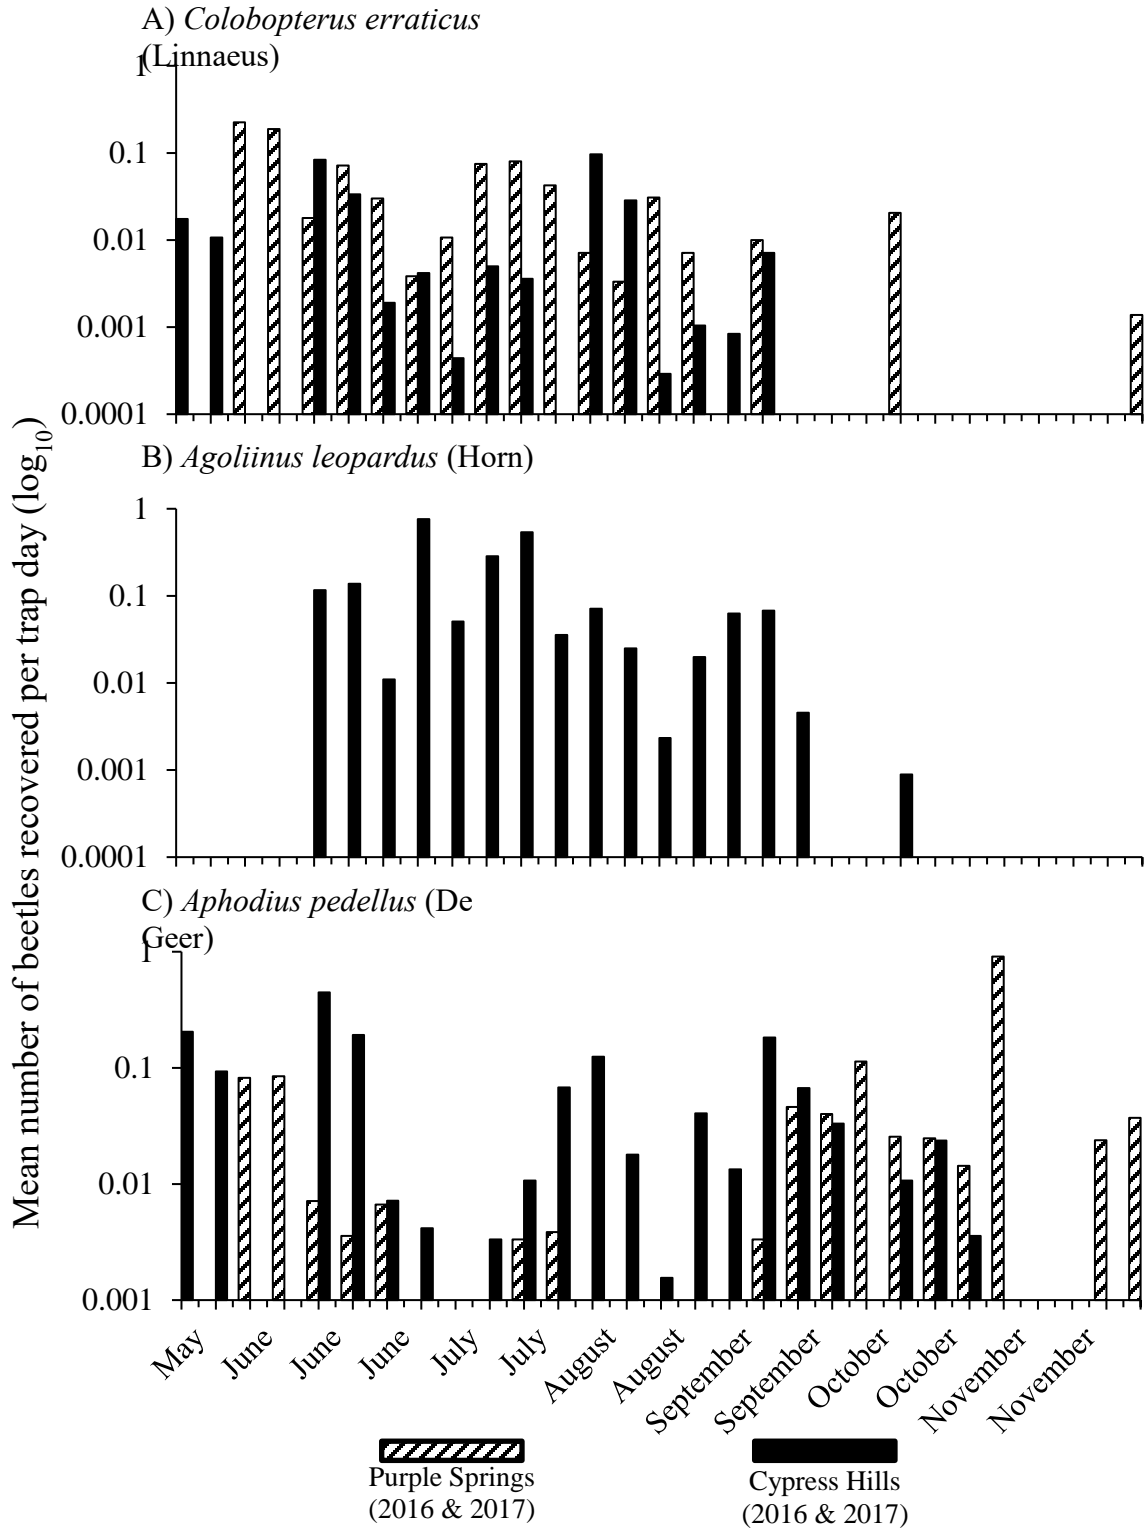 A) Colobopterus erraticus
(Linnaeus)
1
0.1
0.01
0.001
0.0001
B) Agoliinus leopardus (Horn)
1
0.1
0.01
0.001
0.0001
C) Aphodius pedellus (De
Geer)
1
0.1
0.01
0.001
Mean number of beetles recovered per trap day (log10)
May
June
June
June
July
July
August
August
September
September
October
October
November
November
Purple Springs
(2016 & 2017)
Cypress Hills
(2016 & 2017)